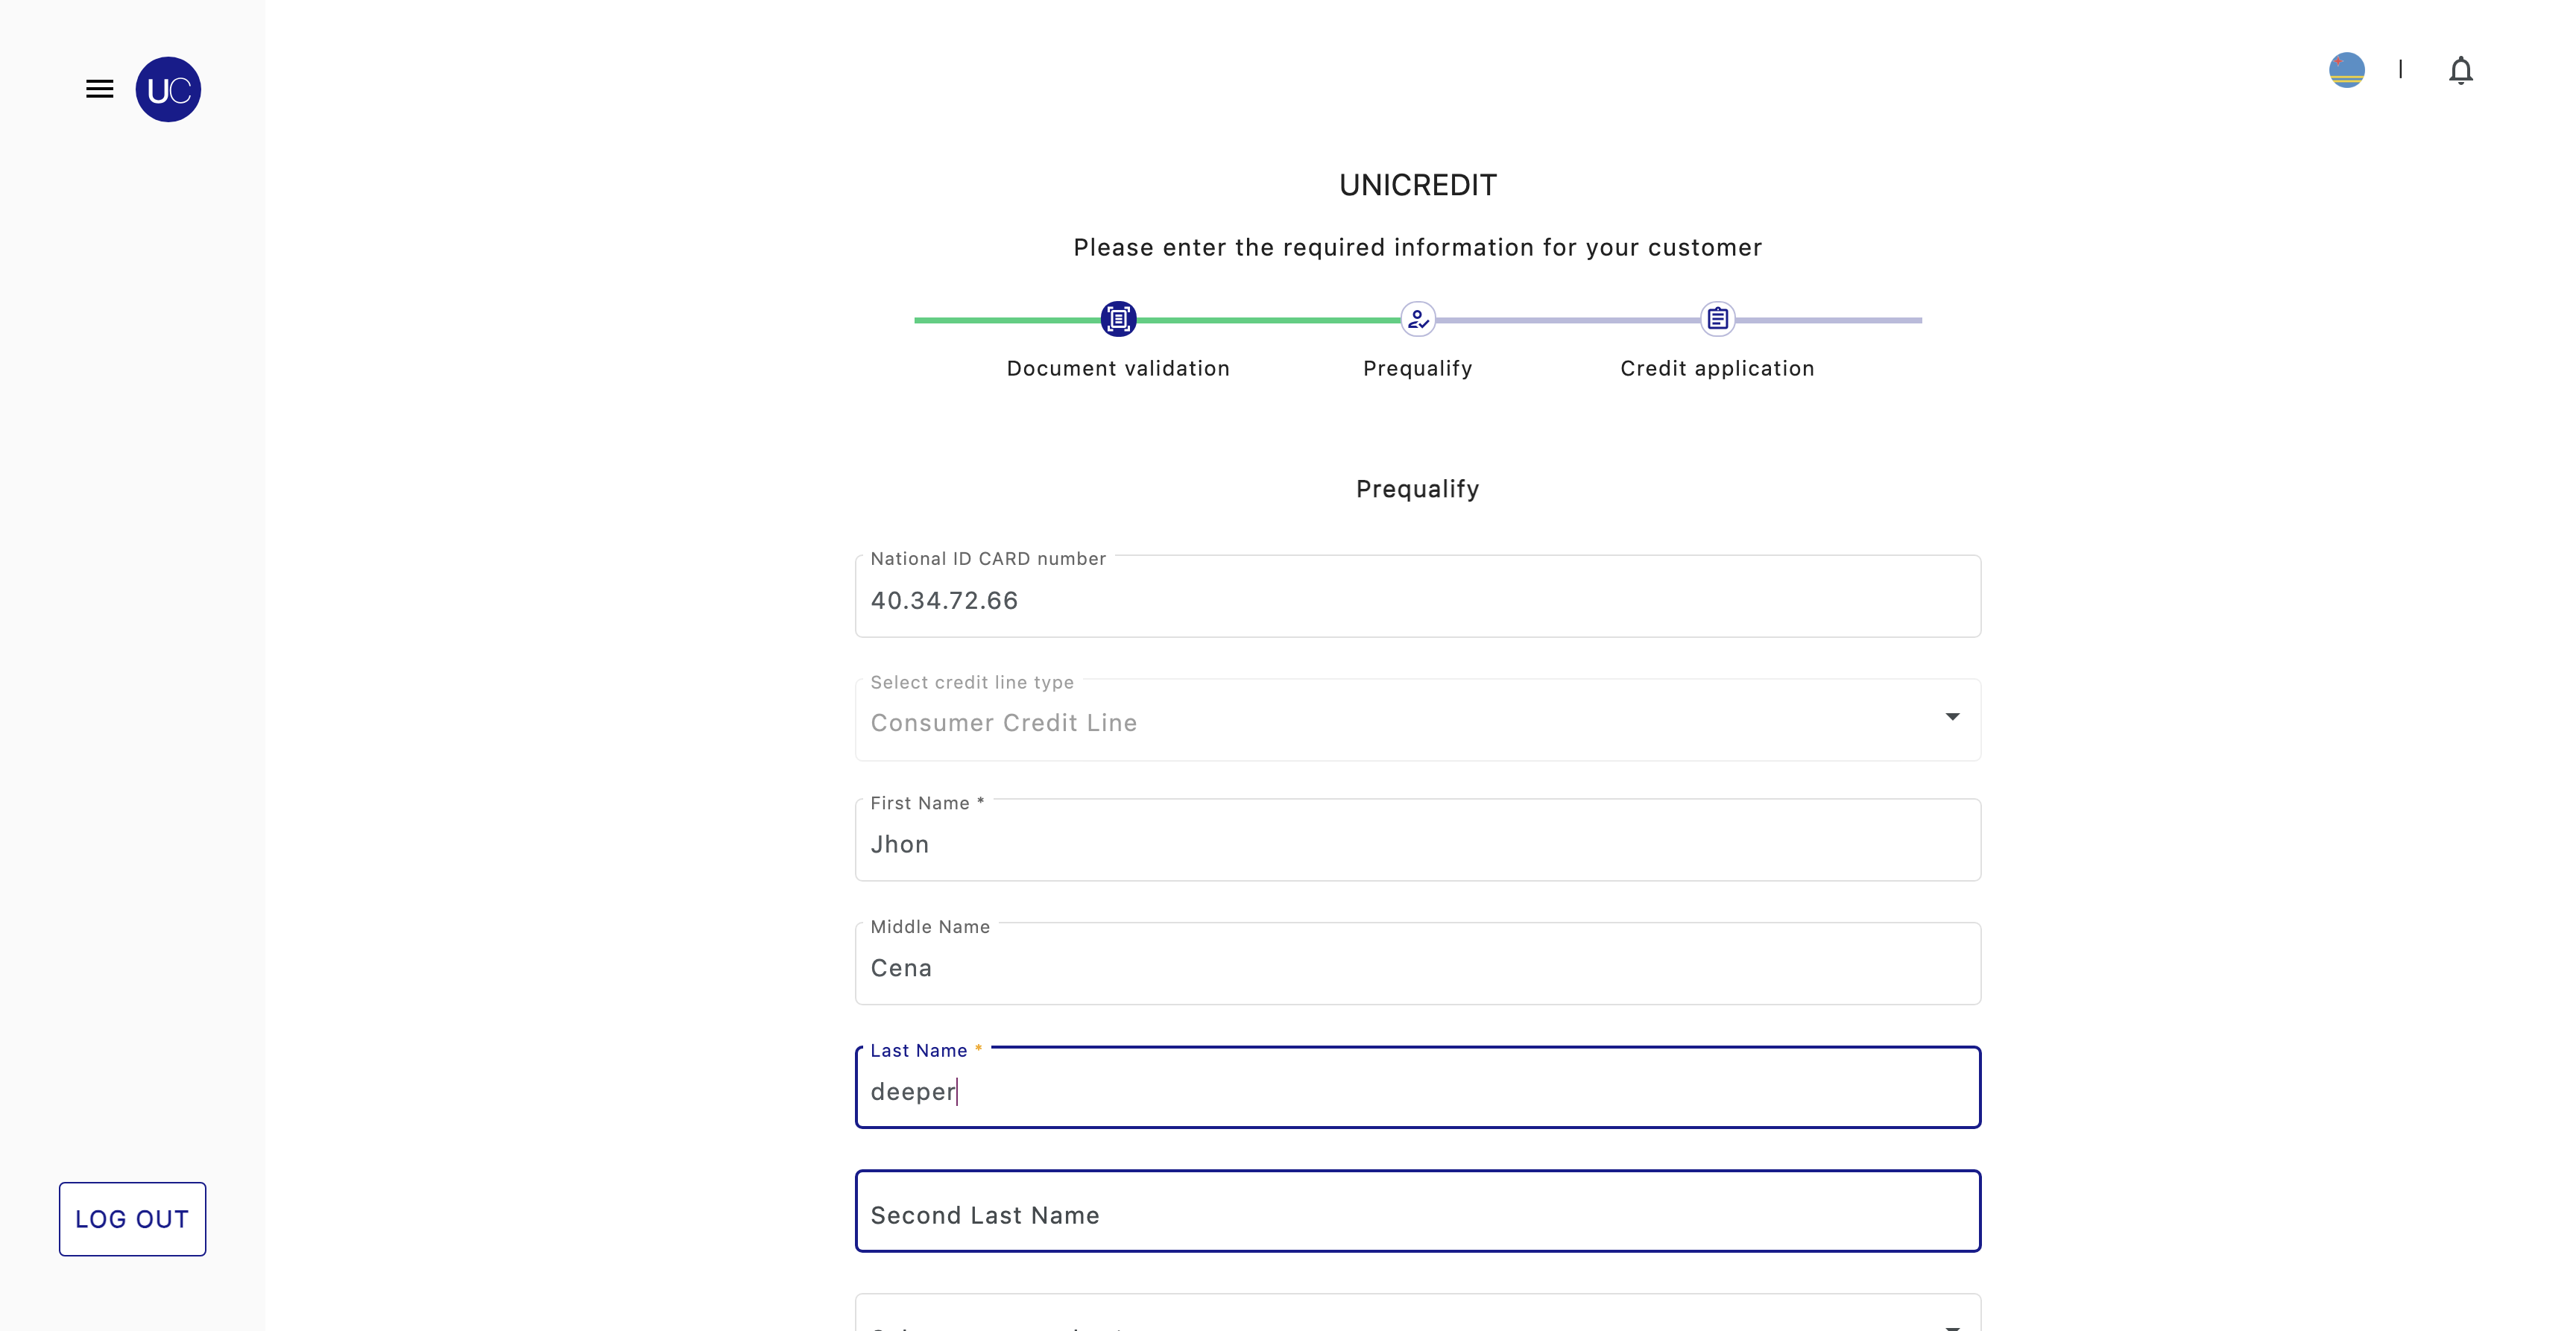 UC
UNICREDIT
Please enter the required information for your customer
Document validation
Prequalify
Credit application
Prequalify
National ID CARD number
40.34.72.66
Select credit line type
Consumer Credit Line
First Name *
Jhon
Middle Name
Cena
Last Name *
deeper
Second Last Name
LOG OUT